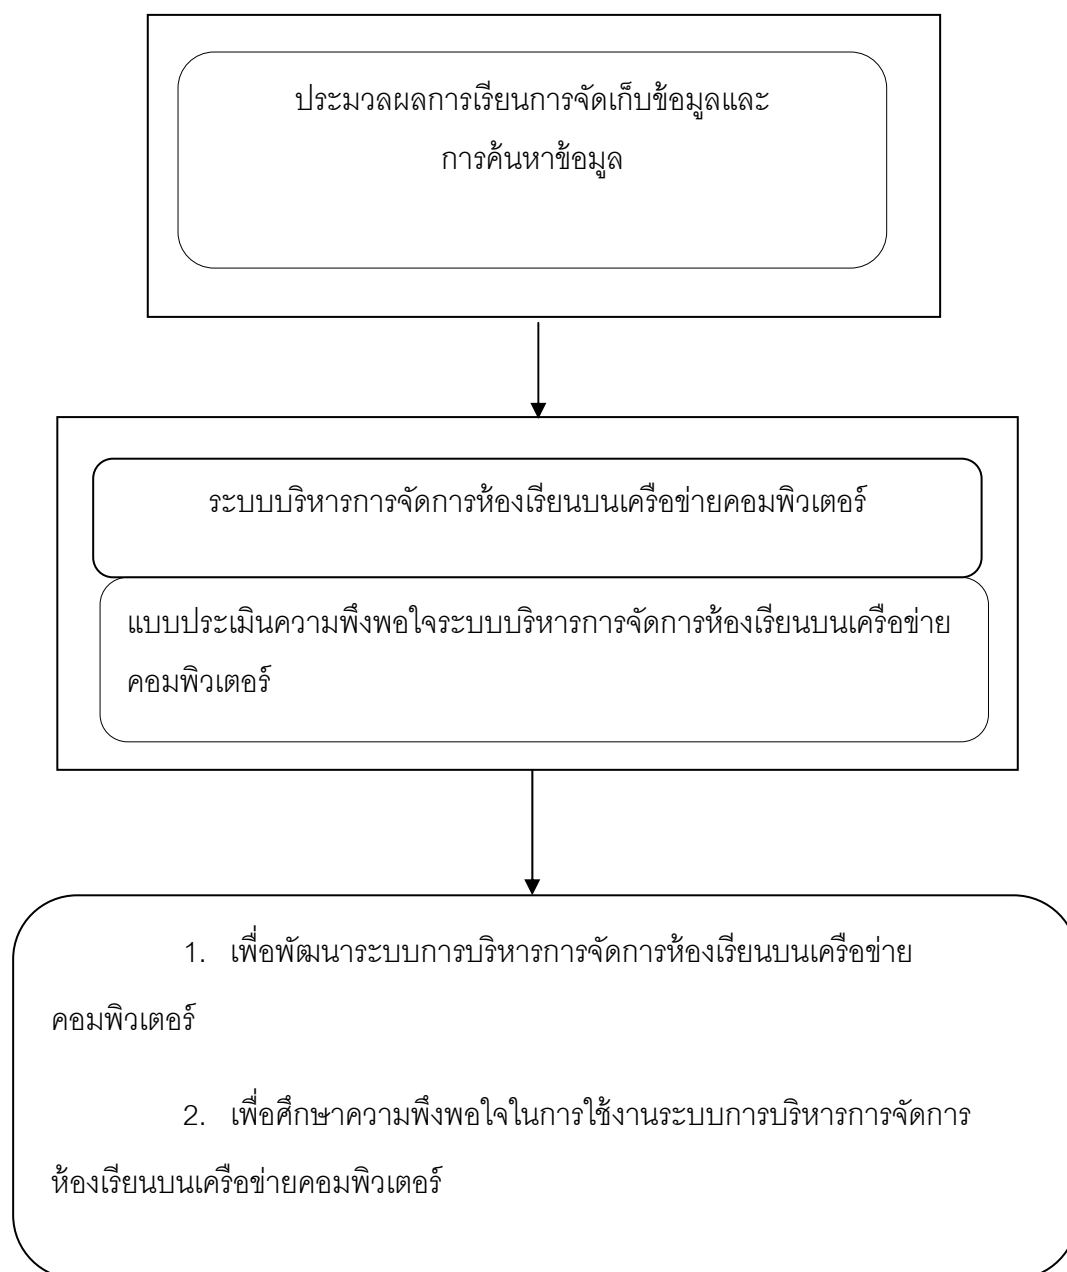 ประมวลผลการเรียนการจัดเก็บข้อมูลและ
การค้นหาข้อมูล
ระบบบริหารการจัดการห้องเรียนบนเครือข่ายคอมพิวเตอร์
แบบประเมินความพึงพอใจระบบบริหารการจัดการห้องเรียนบนเครือข่าย
คอมพิวเตอร์
1. เพื่อพัฒนาระบบการบริหารการจัดการห้องเรียนบนเครือข่าย
คอมพิวเตอร์
2. เพื่อศึกษาความพึงพอใจในการใช้งานระบบการบริหารการจัดการ
ห้องเรียนบนเครือข่ายคอมพิวเตอร์